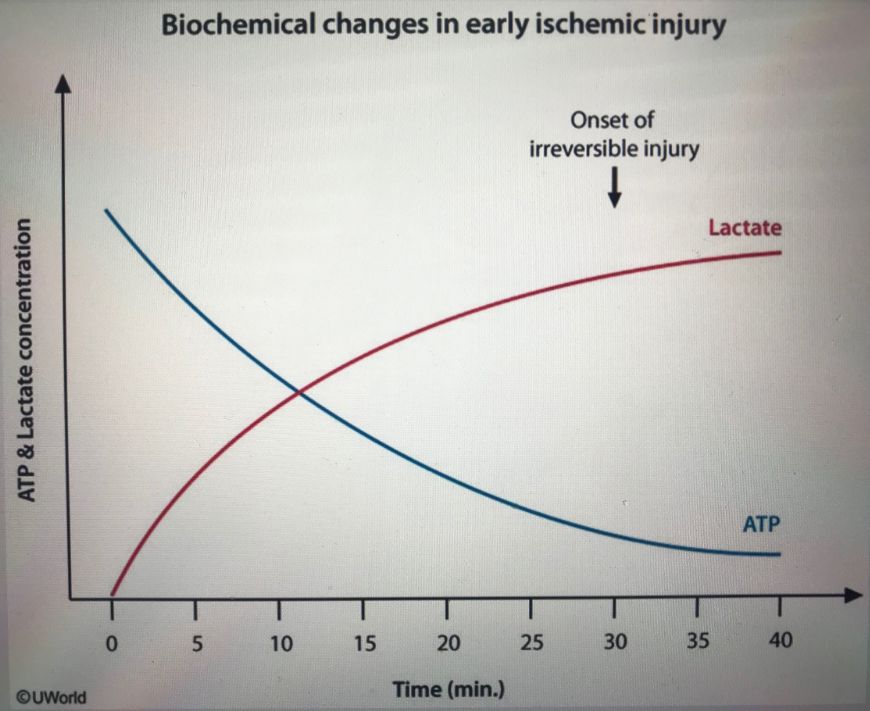 Biochemical changes in early ischemic injury
Onset of
irreversible injury
Lactate
ATP & Lactate concentration
ATP
0 5 10 15 20 25 30 35 40
Time (min.)
©UWorld